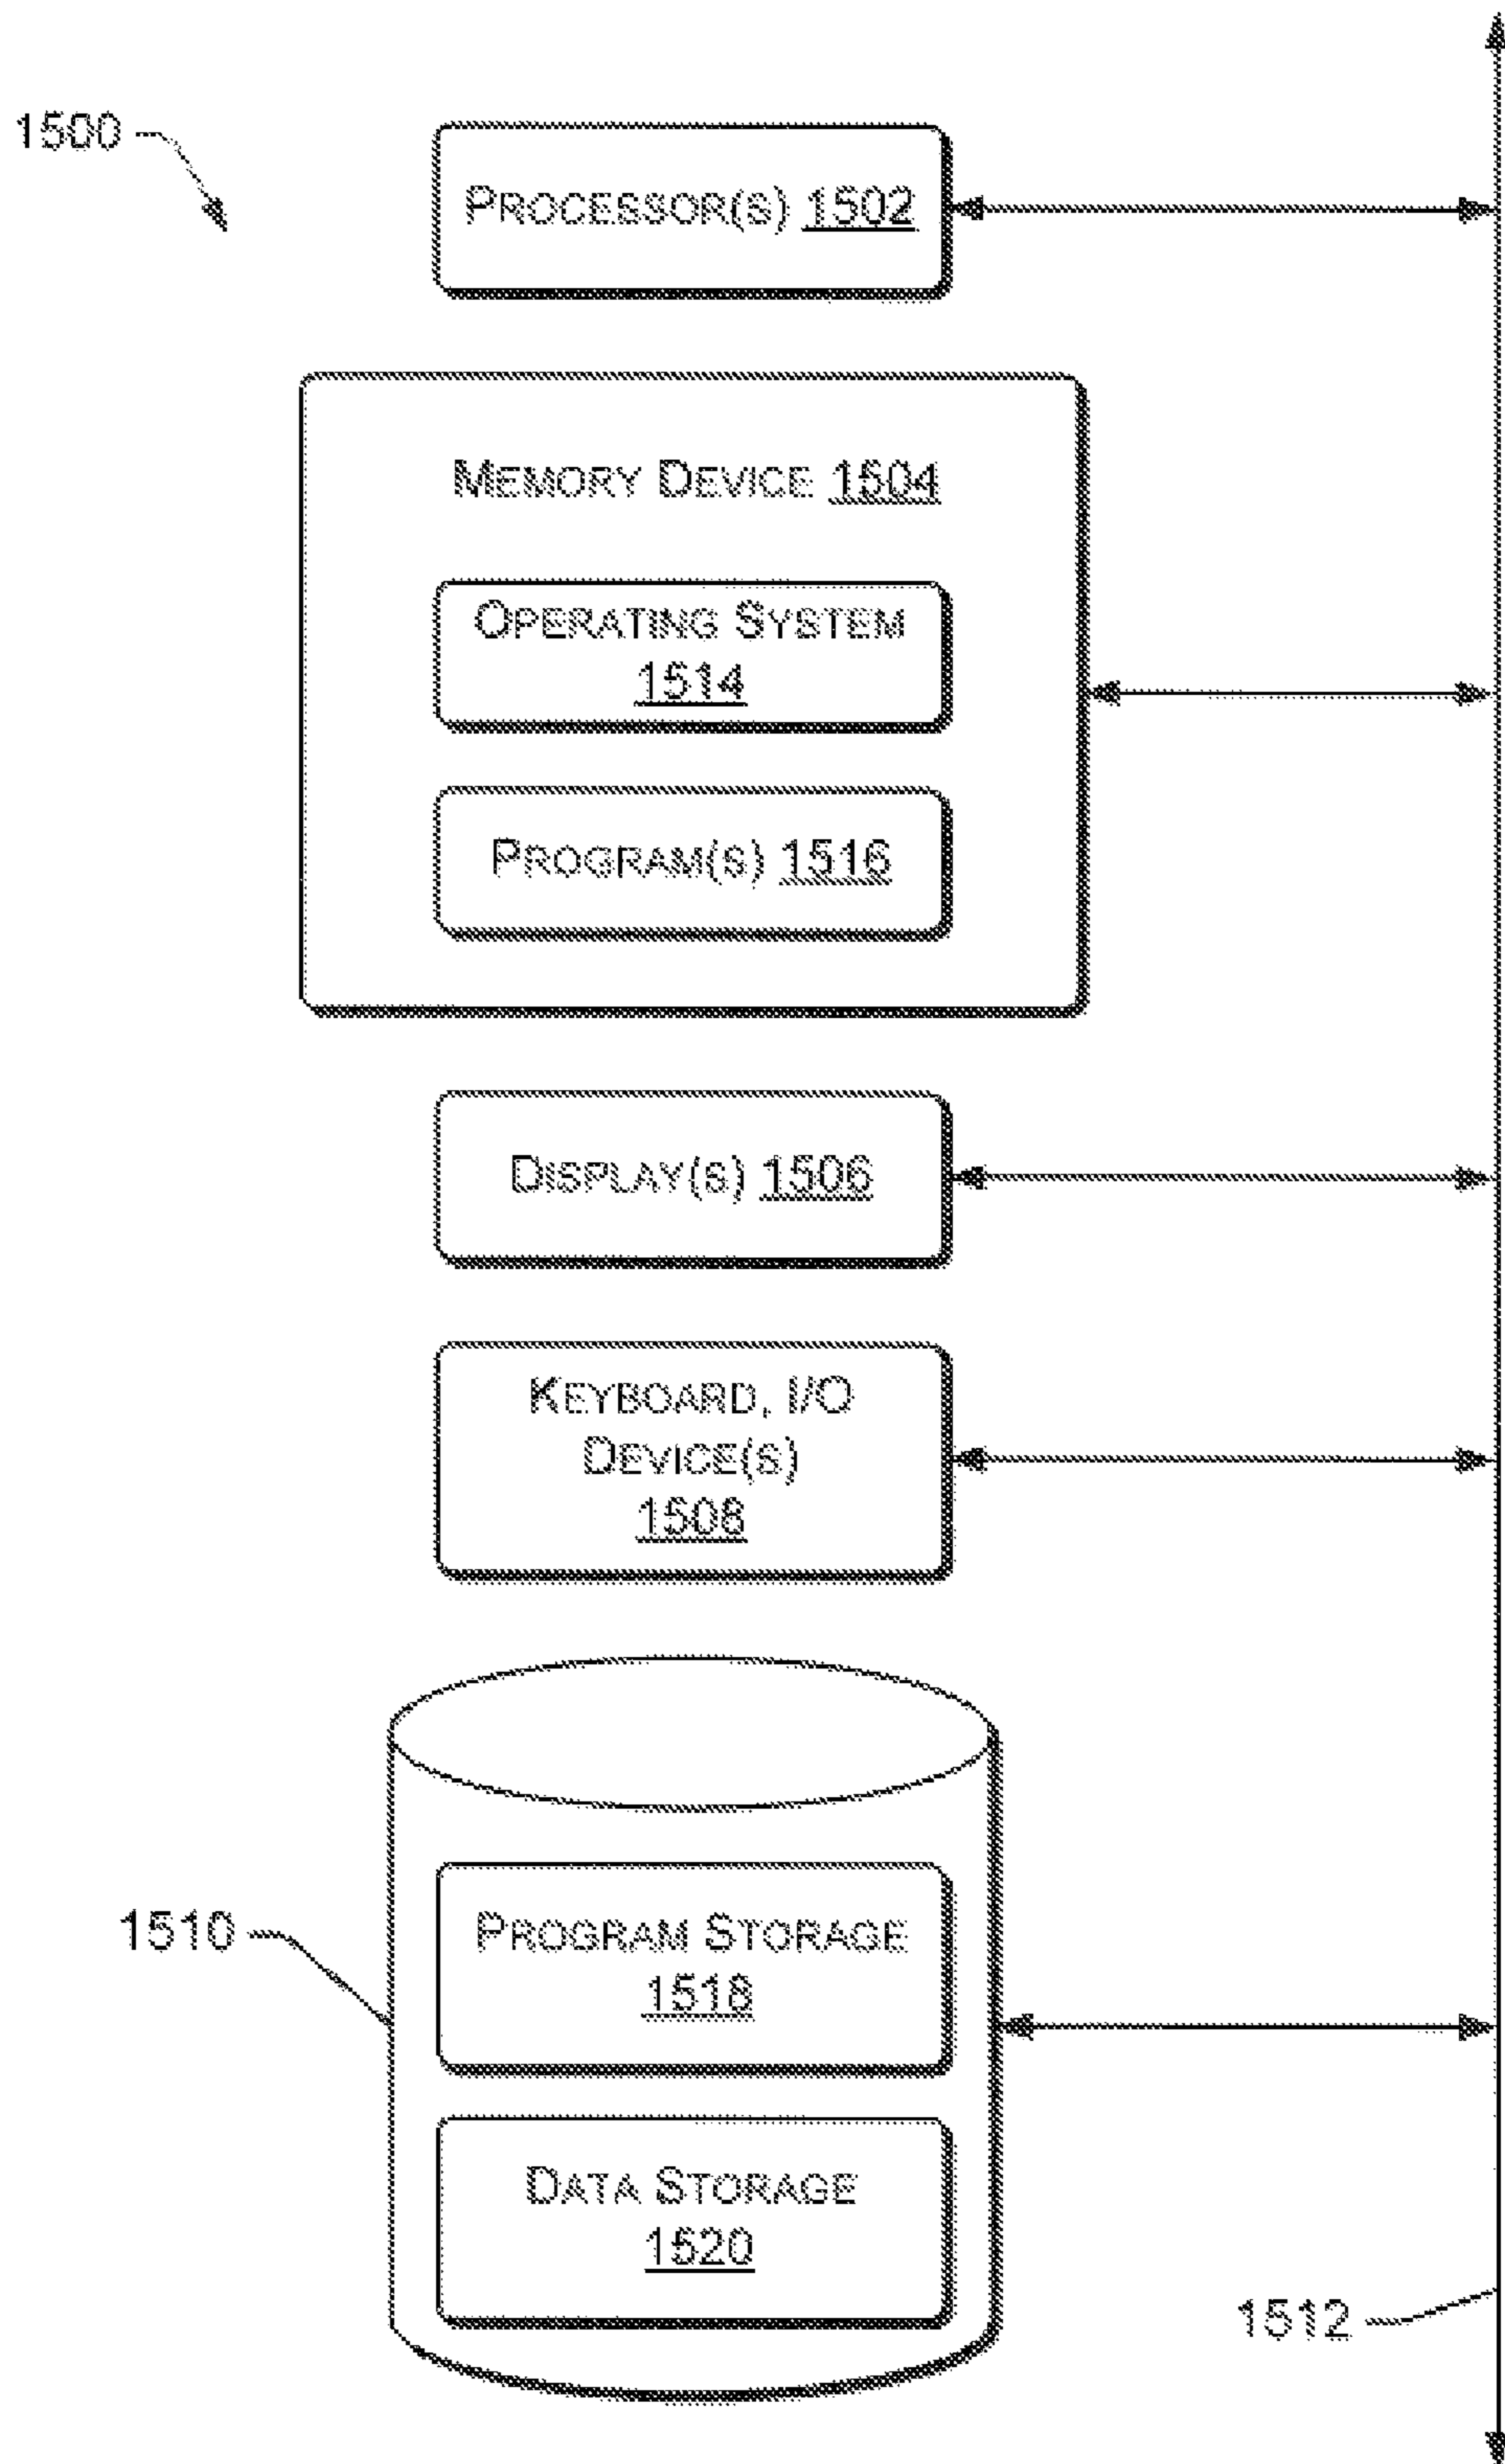 1500
PROCESSOR(S) 1502
MEMORY DEVICE 1504
OPERATING SYSTEM
1514
PROGRAM(S) 1516
DISPLAY(S) 1506
KEYBOARD, I/O
DEVICE(S)
1508
1510
PROGRAM STORAGE
1518
DATA STORAGE
1520
1512